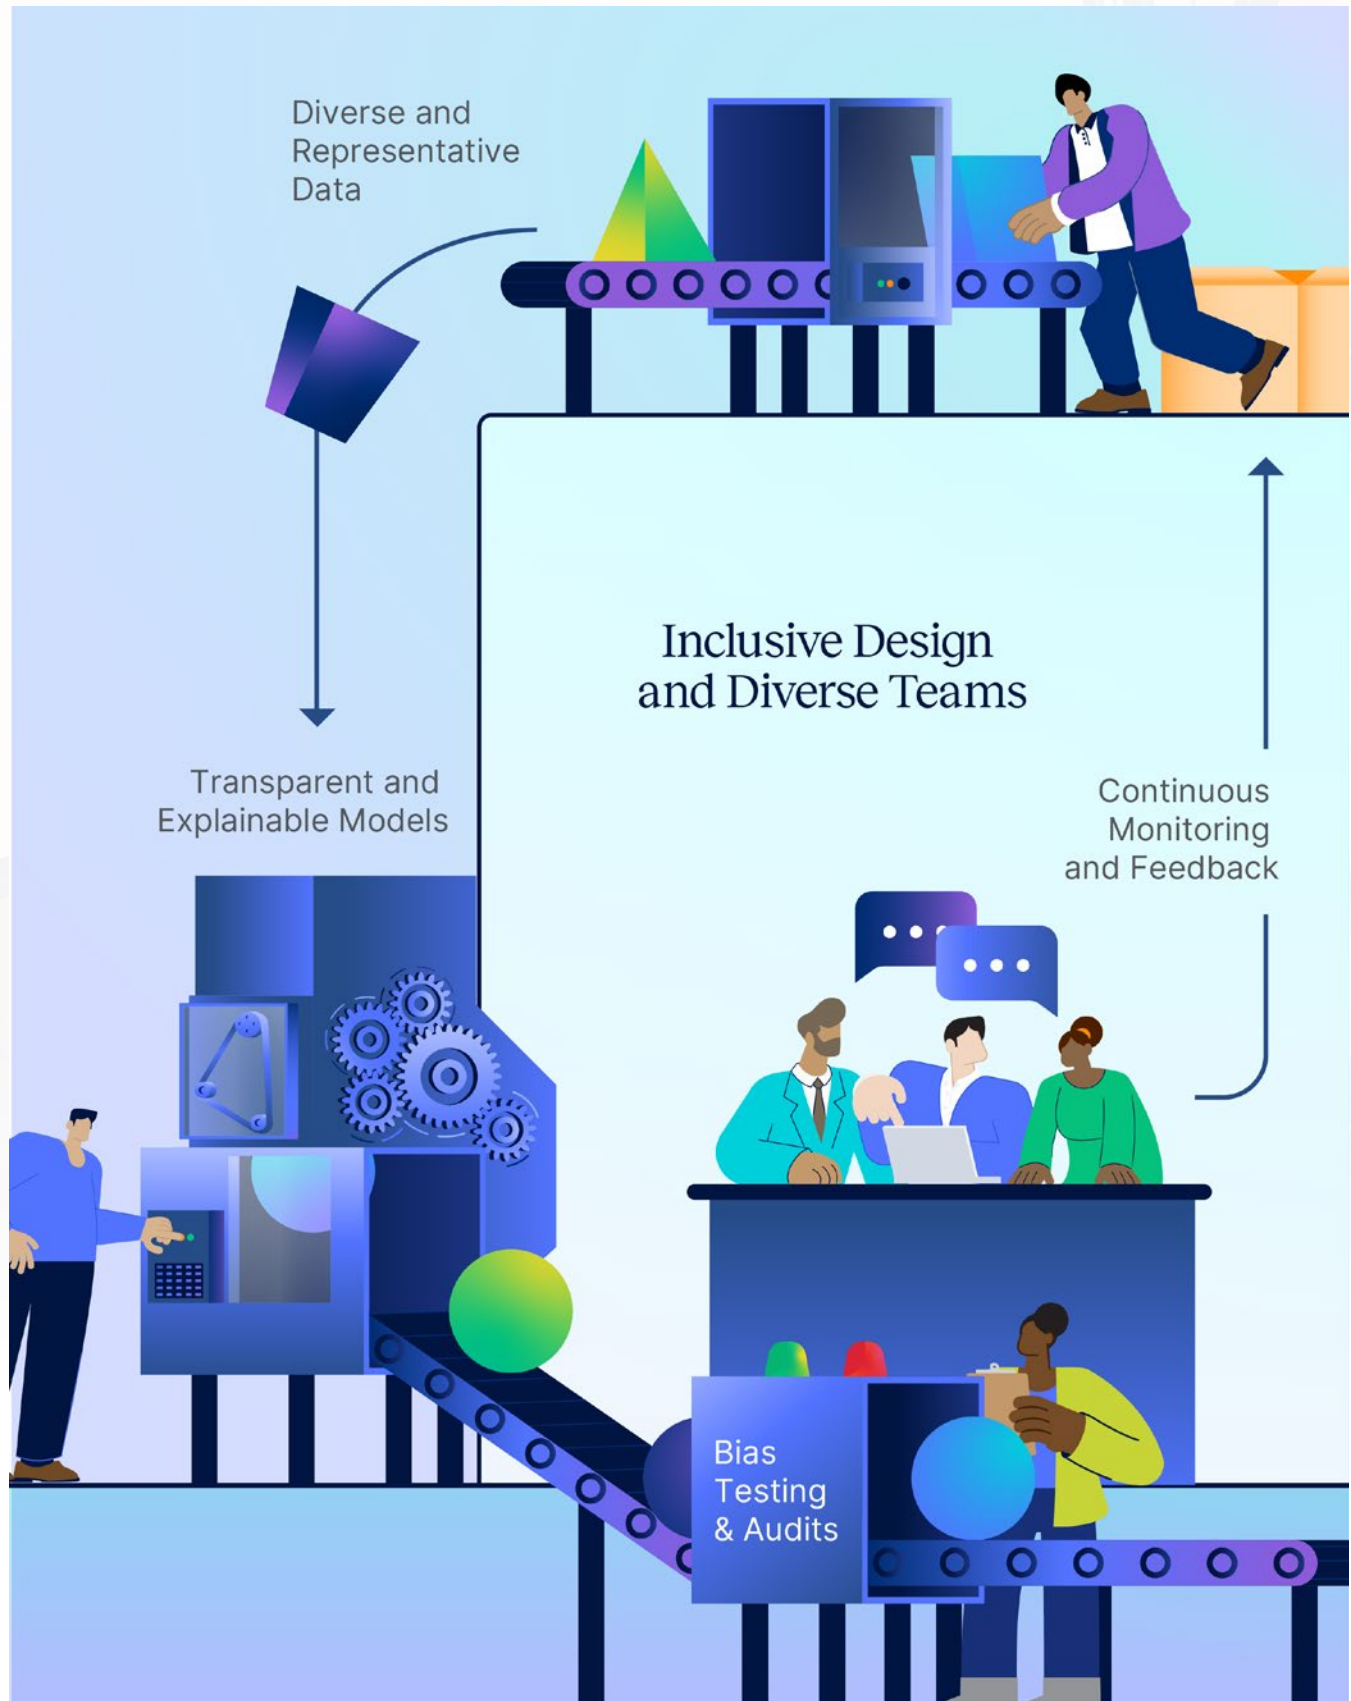 Diverse and
Representative
Data
Inclusive Design
and Diverse Teams
Transparent and
Explainable Models
Continuous
Monitoring
and Feedback
Bias
Testing
& Audits